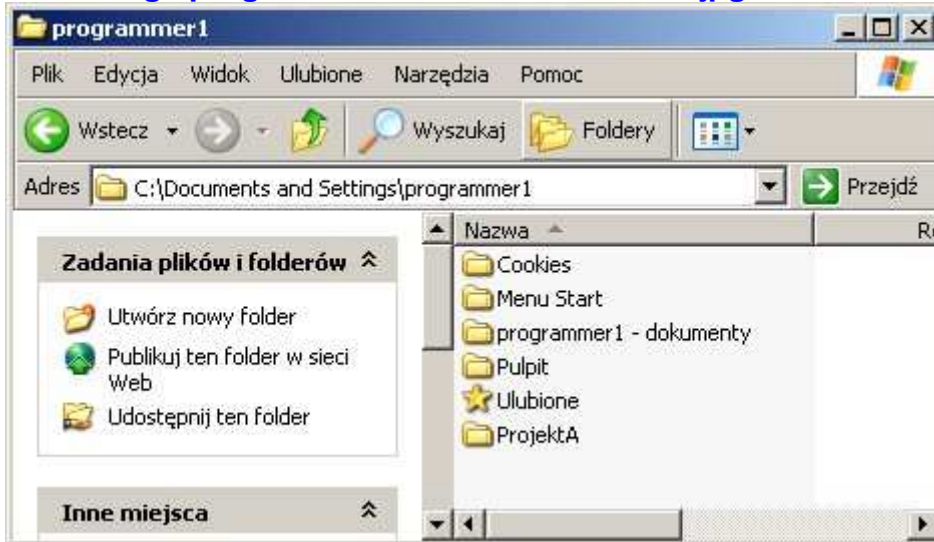 programmer1
Plik Edycja Widok Ulubione Narzędzia Pomoc
Wstecz Wyszukaj Foldery
Adres C:\Documents and Settings\programmer1 Przejdź
Nazwa
Zadania plików i folderów
Utwórz nowy folder
Publikuj ten folder w sieci
Web
Udostępnij ten folder
Inne miejsca
Cookies
Menu Start
programmer1 - dokumenty
Pulpit
Ulubione
ProjektA